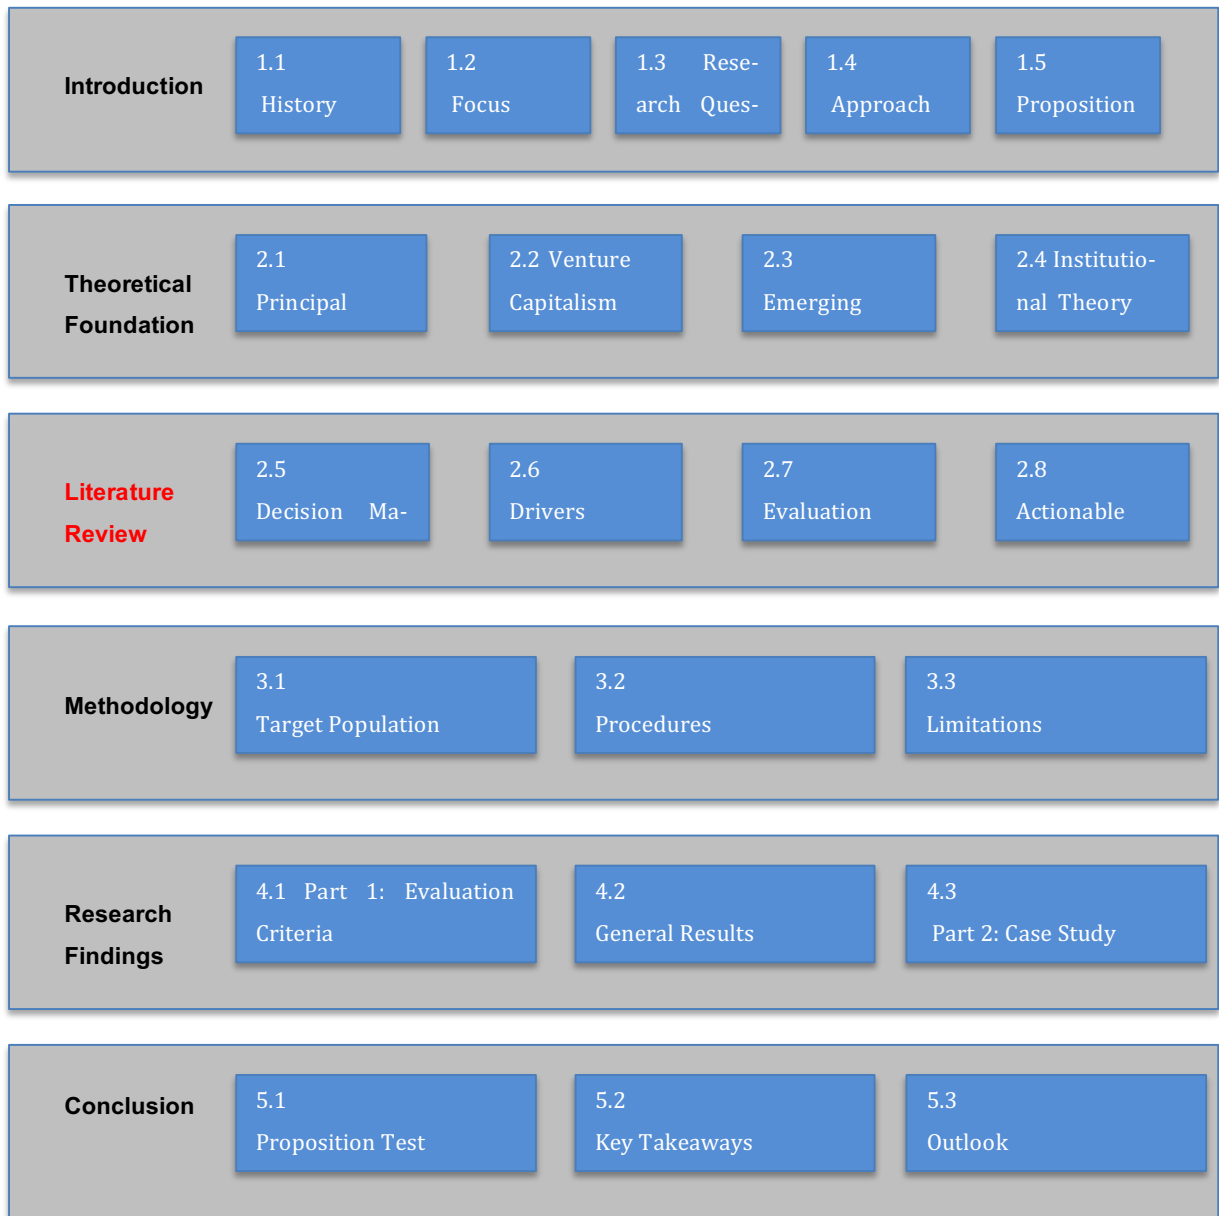 Introduction
1.1
History
1.2
Focus
1.3 Rese-
arch Ques-
1.4
Approach
1.5
Proposition
Theoretical
Foundation
2.1
Principal
2.2 Venture
Capitalism
2.3
Emerging
2.4 Institutio-
nal Theory
Literature
Review
2.5
Decision Ma-
2.6
Drivers
2.7
Evaluation
2.8
Actionable
Methodology
3.1
Target Population
3.2
Procedures
3.3
Limitations
Research
Findings
4.1 Part 1: Evaluation
Criteria
4.2
General Results
4.3
Part 2: Case Study
Conclusion
5.1
Proposition Test
5.2
Key Takeaways
5.3
Outlook